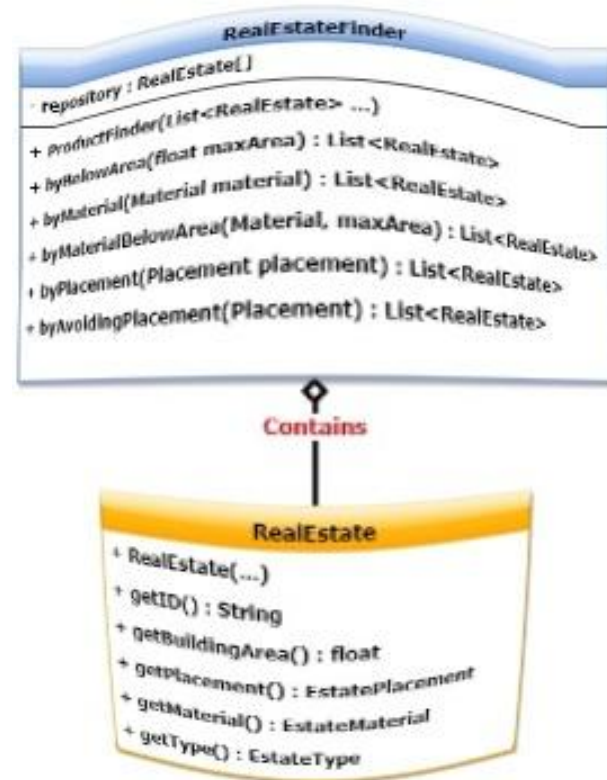 RealEstateFinder
- repository : RealEstate[]
+ ProductFinder(List<RealEstate> ...)
+ byBelowArea(float maxArea) : List<RealEstate>
+ byMaterial(Material material) : List<RealEstate>
+ byMaterialBelowArea(Material, maxArea) : List<RealEstate>
+ byPlacement(Placement placement) : List<RealEstate>
+ byAvoidingPlacement(Placement) : List<RealEstate>
Contains
RealEstate
+ RealEstate(...)
+ getID() : String
+ getBuildingArea() : float
+ getPlacement() : EstatePlacement
+ getMaterial() : EstateMaterial
+ getType() : EstateType